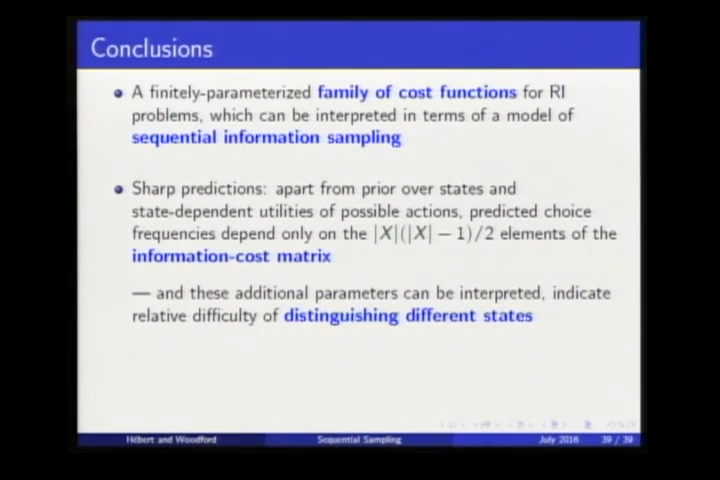 Conclusions
A finitely-parameterized family of cost functions for RI
problems, which can be interpreted in terms of a model of
sequential information sampling
Sharp predictions: apart from prior over states and
state-dependent utilities of possible actions, predicted choice
frequencies depend only on the |X|(|X| − 1)/2 elements of the
information-cost matrix
— and these additional parameters can be interpreted, indicate
relative difficulty of distinguishing different states
Hébert and Woodford Sequential Sampling July 2016 39 / 39